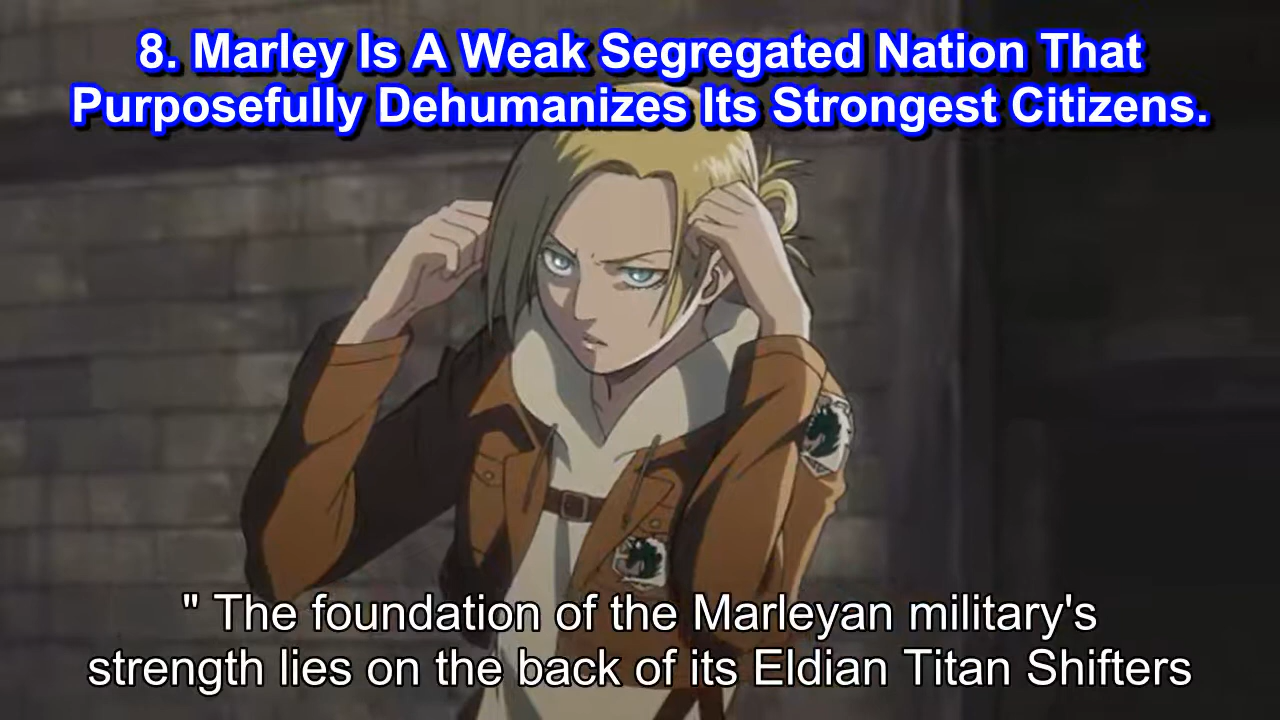 8. Marley Is A Weak Segregated Nation That
Purposefully Dehumanizes Its Strongest Citizens.
" The foundation of the Marleyan military's
strength lies on the back of its Eldian Titan Shifters